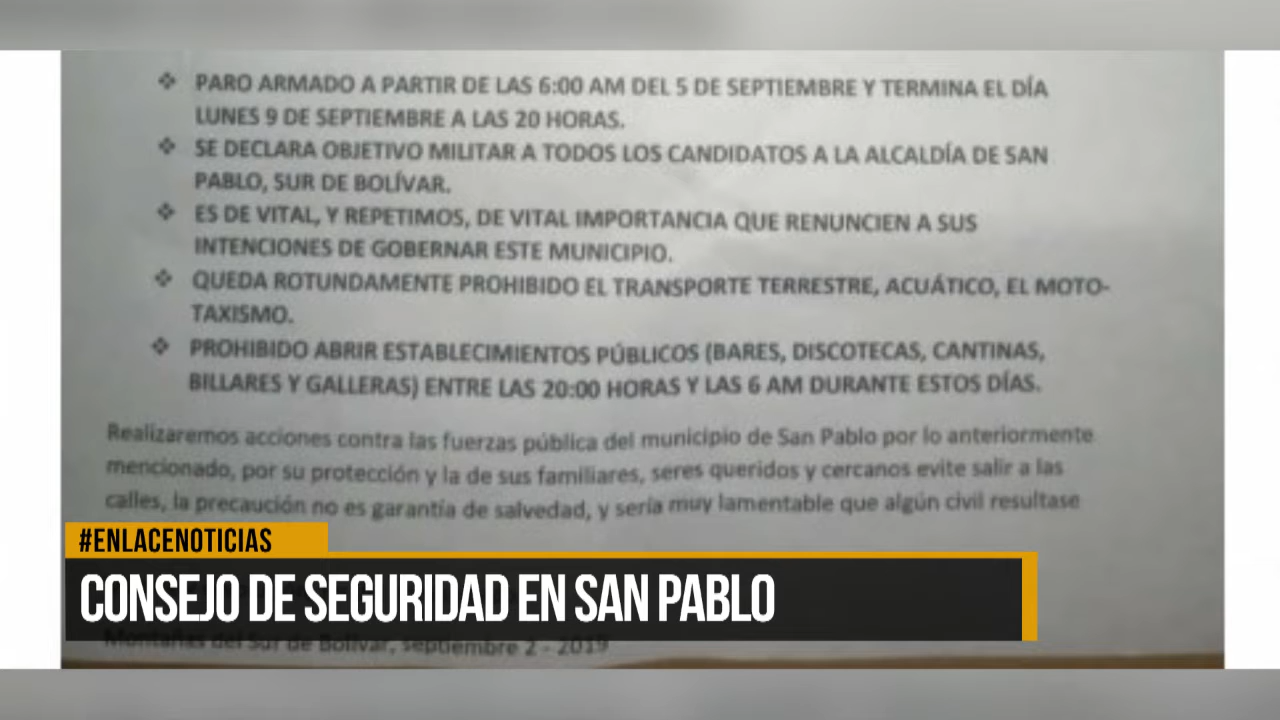 ❖ PARO ARMADO A PARTIR DE LAS 6:00 AM DEL 5 DE SEPTIEMBRE Y TERMINA EL DÍA
LUNES 9 DE SEPTIEMBRE A LAS 20 HORAS.
❖ SE DECLARA OBJETIVO MILITAR A TODOS LOS CANDIDATOS A LA ALCALDÍA DE SAN
PABLO, SUR DE BOLÍVAR.
❖ ES DE VITAL, Y REPETIMOS, DE VITAL IMPORTANCIA QUE RENUNCIEN A SUS
INTENCIONES DE GOBERNAR ESTE MUNICIPIO.
❖ QUEDA ROTUNDAMENTE PROHIBIDO EL TRANSPORTE TERRESTRE, ACUÁTICO, EL MOTO-
TAXISMO.
❖ PROHIBIDO ABRIR ESTABLECIMIENTOS PÚBLICOS (BARES, DISCOTECAS, CANTINAS,
BILLARES Y GALLERAS) ENTRE LAS 20:00 HORAS Y LAS 6 AM DURANTE ESTOS DÍAS.
Realizaremos acciones contra las fuerzas pública del municipio de San Pablo por lo anteriormente
mencionado, por su protección y la de sus familiares, seres queridos y cercanos evite salir a las
calles, la precaución no es garantía de salvedad, y sería muy lamentable que algún civil resultase
#ENLACENOTICIAS
CONSEJO DE SEGURIDAD EN SAN PABLO
Montañas del Sur de Bolívar, septiembre 2 - 2019